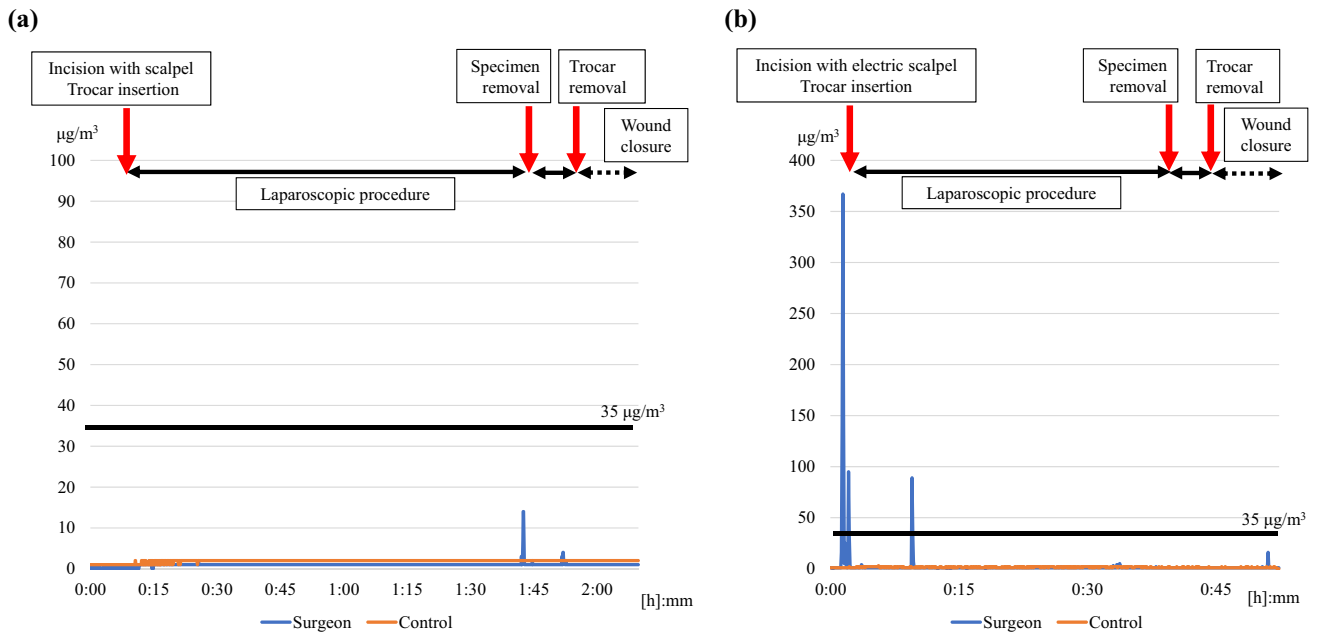 (a)
Incision with scalpel
Trocar insertion
Specimen
removal
Trocar
removal
Wound
closure
μg/m³
Laparoscopic procedure
100
90
80
70
60
50
40
30
20
10
0
35 μg/m³
0:00
0:15
0:30
0:45
1:00
1:15
1:30
1:45
2:00
[h]:mm
Surgeon
Control
(b)
Incision with electric scalpel
Trocar insertion
Specimen
removal
Trocar
removal
Wound
closure
μg/m³
Laparoscopic procedure
400
350
300
250
200
150
100
50
0
35 μg/m³
0:00
0:15
0:30
0:45
[h]:mm
Surgeon
Control